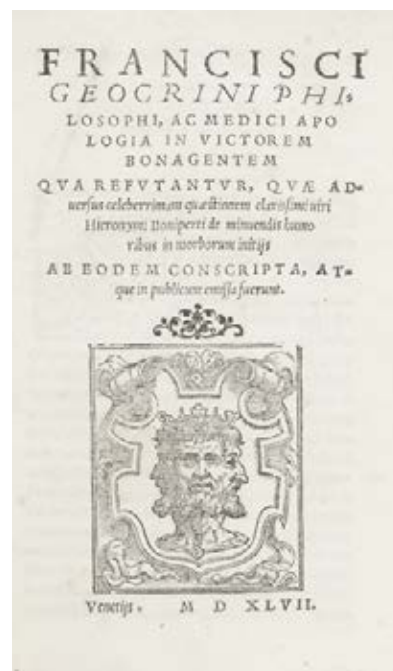 FRANCISCI
GEOCRINI PHI-
LOSOPHI, AC MEDICI APO
LOGIA IN VICTOREM
BONAGENTEM
QVA REFVTANTVR, QVÆ AD-
uersus celeberrimam quæstionem clarissimi uiri
Hieronymi Boniperti de minuendis humo
ribus in morborum initijs
AB EODEM CONSCRIPTA, AT-
que in publicum emissa fuerunt.
Venetijs. M D XLVII.